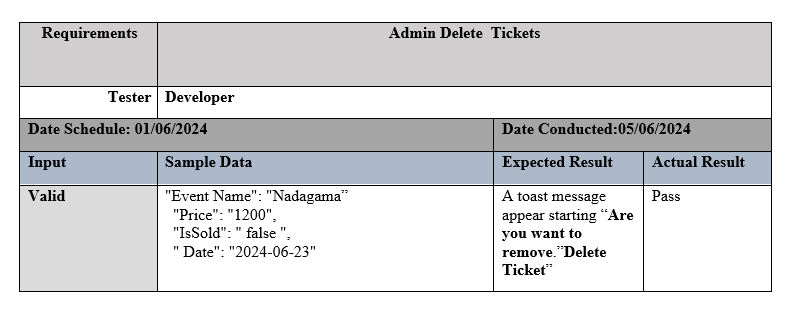 Requirements
Admin Delete  Tickets
Tester
Developer
Date Schedule: 01/06/2024
Date Conducted:05/06/2024
Input
Sample Data
Expected Result
Actual Result
Valid
"Event Name": "Nadagama”
"Price": "1200",
"IsSold": " false ",
" Date": "2024-06-23"
A toast message
appear starting “Are
you want to
remove.”Delete
Ticket”
Pass